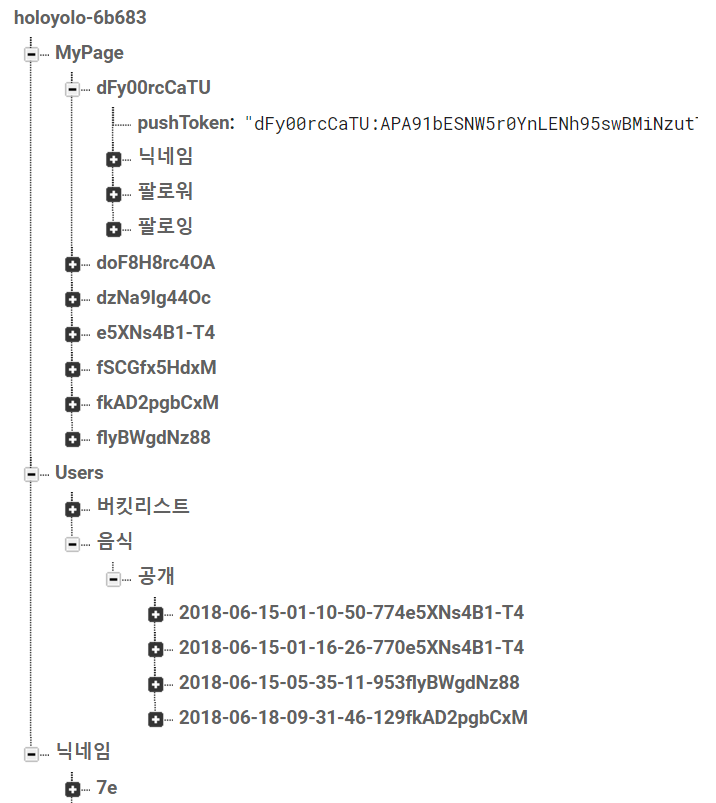 holoyolo-6b683
MyPage
dFy00rcCaTU
pushToken: "dFy00rcCaTU:APA91bESNW5r0YnLENh95swBMiNzut
닉네임
팔로워
팔로잉
doF8H8rc4OA
dzNa9lg44Oc
e5XNs4B1-T4
fSCGfx5HdxM
fkAD2pgbCxM
flyBWgdNz88
Users
버킷리스트
음식
공개
2018-06-15-01-10-50-774e5XNs4B1-T4
2018-06-15-01-16-26-770e5XNs4B1-T4
2018-06-15-05-35-11-953flyBWgdNz88
2018-06-18-09-31-46-129fkAD2pgbCxM
닉네임
7e